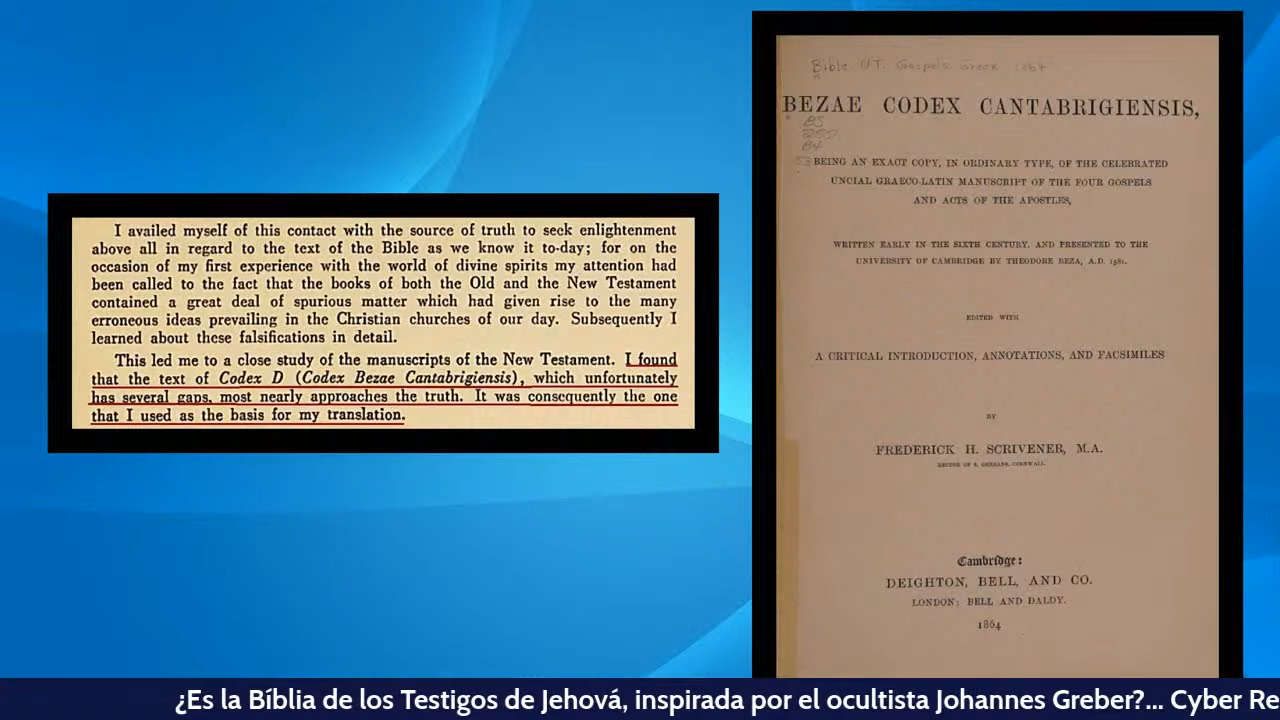 I availed myself of this contact with the source of truth to seek enlightenment
above all in regard to the text of the Bible as we know it to-day; for on the
occasion of my first experience with the world of divine spirits my attention had
been called to the fact that the books of both the Old and the New Testament
contained a great deal of spurious matter which had given rise to the many
erroneous ideas prevailing in the Christian churches of our day. Subsequently I
learned about these falsifications in detail.
This led me to a close study of the manuscripts of the New Testament. I found
that the text of Codex D (Codex Bezae Cantabrigiensis), which unfortunately
has several gaps, most nearly approaches the truth. It was consequently the one
that I used as the basis for my translation.
Bible N.T. Gospels Greek 1864
BEZAE CODEX CANTABRIGIENSIS,
BEING AN EXACT COPY, IN ORDINARY TYPE, OF THE CELEBRATED
UNCIAL GRAECO-LATIN MANUSCRIPT OF THE FOUR GOSPELS
AND ACTS OF THE APOSTLES,
WRITTEN EARLY IN THE SIXTH CENTURY, AND PRESENTED TO THE
UNIVERSITY OF CAMBRIDGE BY THEODORE BEZA, A.D. 1581.
EDITED WITH
A CRITICAL INTRODUCTION, ANNOTATIONS, AND FACSIMILES
BY
FREDERICK H. SCRIVENER, M.A.
RECTOR OF S. GERRANS, CORNWALL.
Cambridge:
DEIGHTON, BELL, AND CO.
LONDON: BELL AND DALDY.
1864
¿Es la Bíblia de los Testigos de Jehová, inspirada por el ocultista Johannes Greber?... Cyber Re